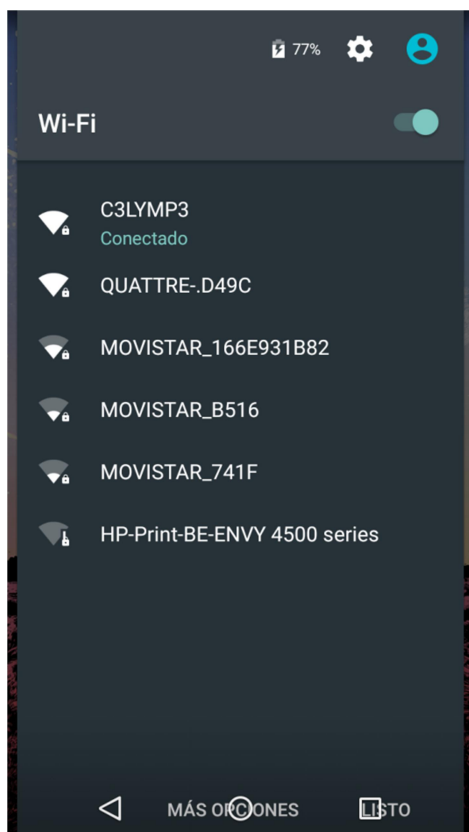 77%
Wi-Fi
C3LYMP3
Conectado
QUATTRE-.D49C
MOVISTAR_166E931B82
MOVISTAR_B516
MOVISTAR_741F
HP-Print-BE-ENVY 4500 series
MÁS OPCIONES LISTO